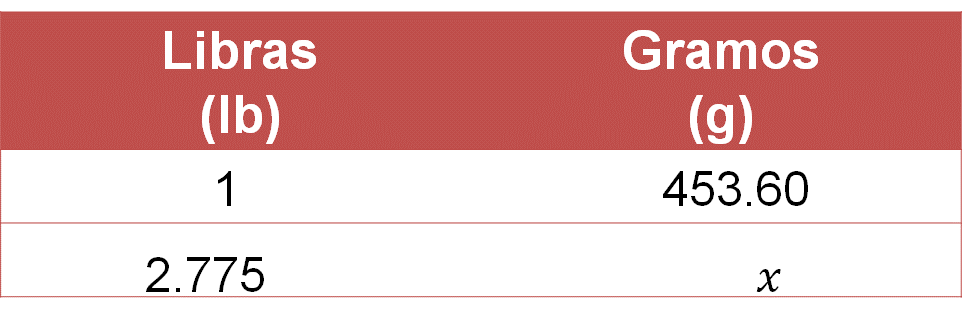 Libras Gramos
(lb) (g)
1 453.60
2.775 x